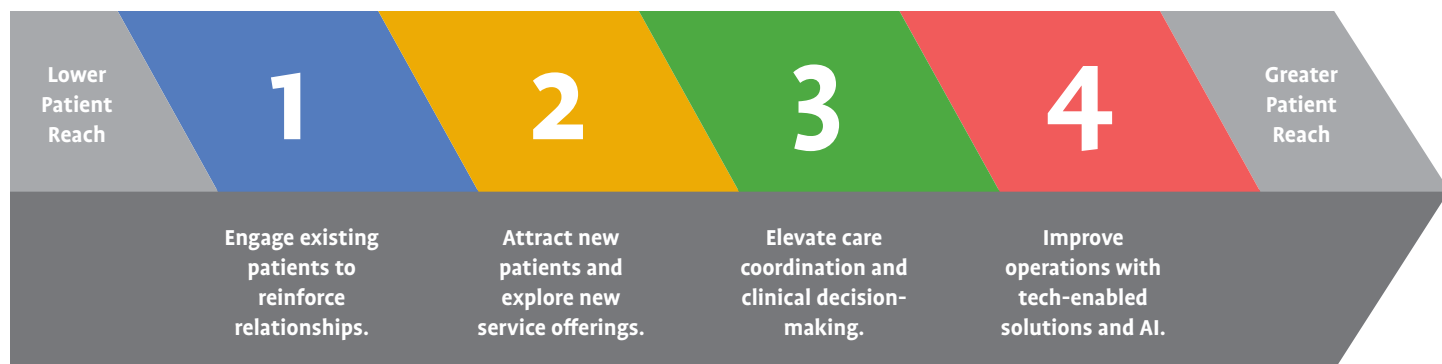 Lower
Patient
Reach
1
2
3
4
Greater
Patient
Reach
Engage existing
patients to
reinforce
relationships.
Attract new
patients and
explore new
service offerings.
Elevate care
coordination and
clinical decision-
making.
Improve
operations with
tech-enabled
solutions and AI.